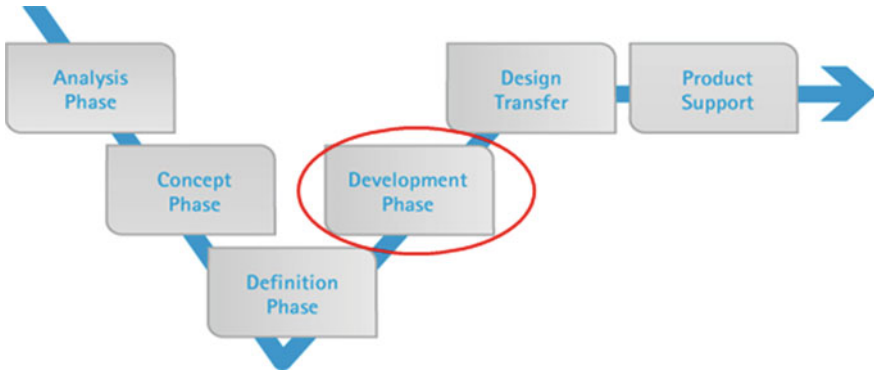 Analysis
Phase
Concept
Phase
Definition
Phase
Development
Phase
Design
Transfer
Product
Support